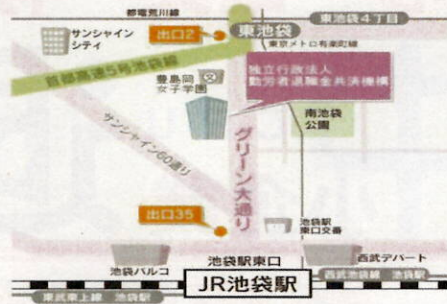 都電荒川線
東池袋4丁目
サンシャイン
シティ
出口2
東池袋
東京メトロ有楽町線
首都高速5号池袋線
豊島岡
女子学園
独立行政法人
勤労者退職金共済機構
南池袋
公園
サンシャイン60通り
グリーン大通り
出口35
池袋駅
東口交番
池袋パルコ
池袋駅東口
西武デパート
JR池袋駅
西武池袋線 池袋駅
東武東上線 池袋駅